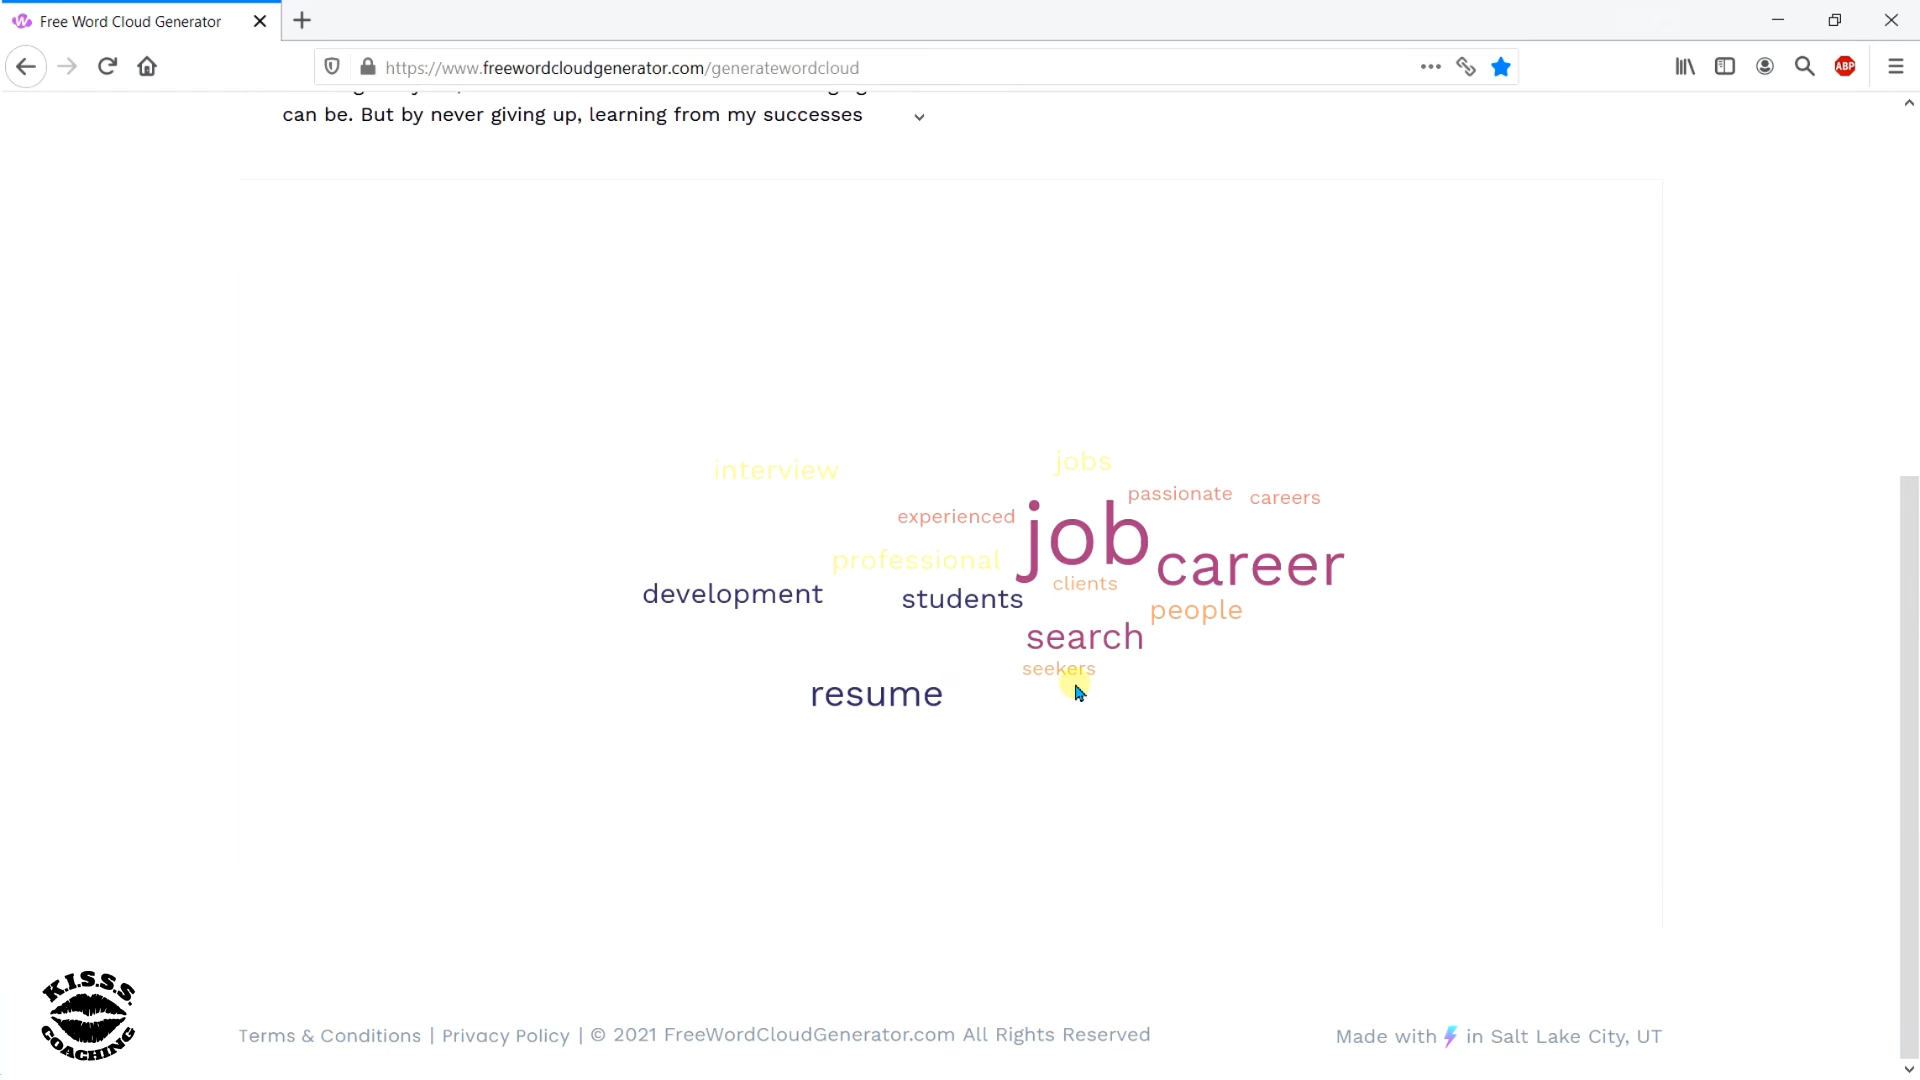 Free Word Cloud Generator
https://www.freewordcloudgenerator.com/generatewordcloud
ABP
can be. But by never giving up, learning from my successes
interview
jobs
passionate
careers
experienced
job
professional
career
clients
development
students
people
search
seekers
resume
K.I.S.S.S.
COACHING
Terms & Conditions | Privacy Policy | © 2021 FreeWordCloudGenerator.com All Rights Reserved
Made with in Salt Lake City, UT